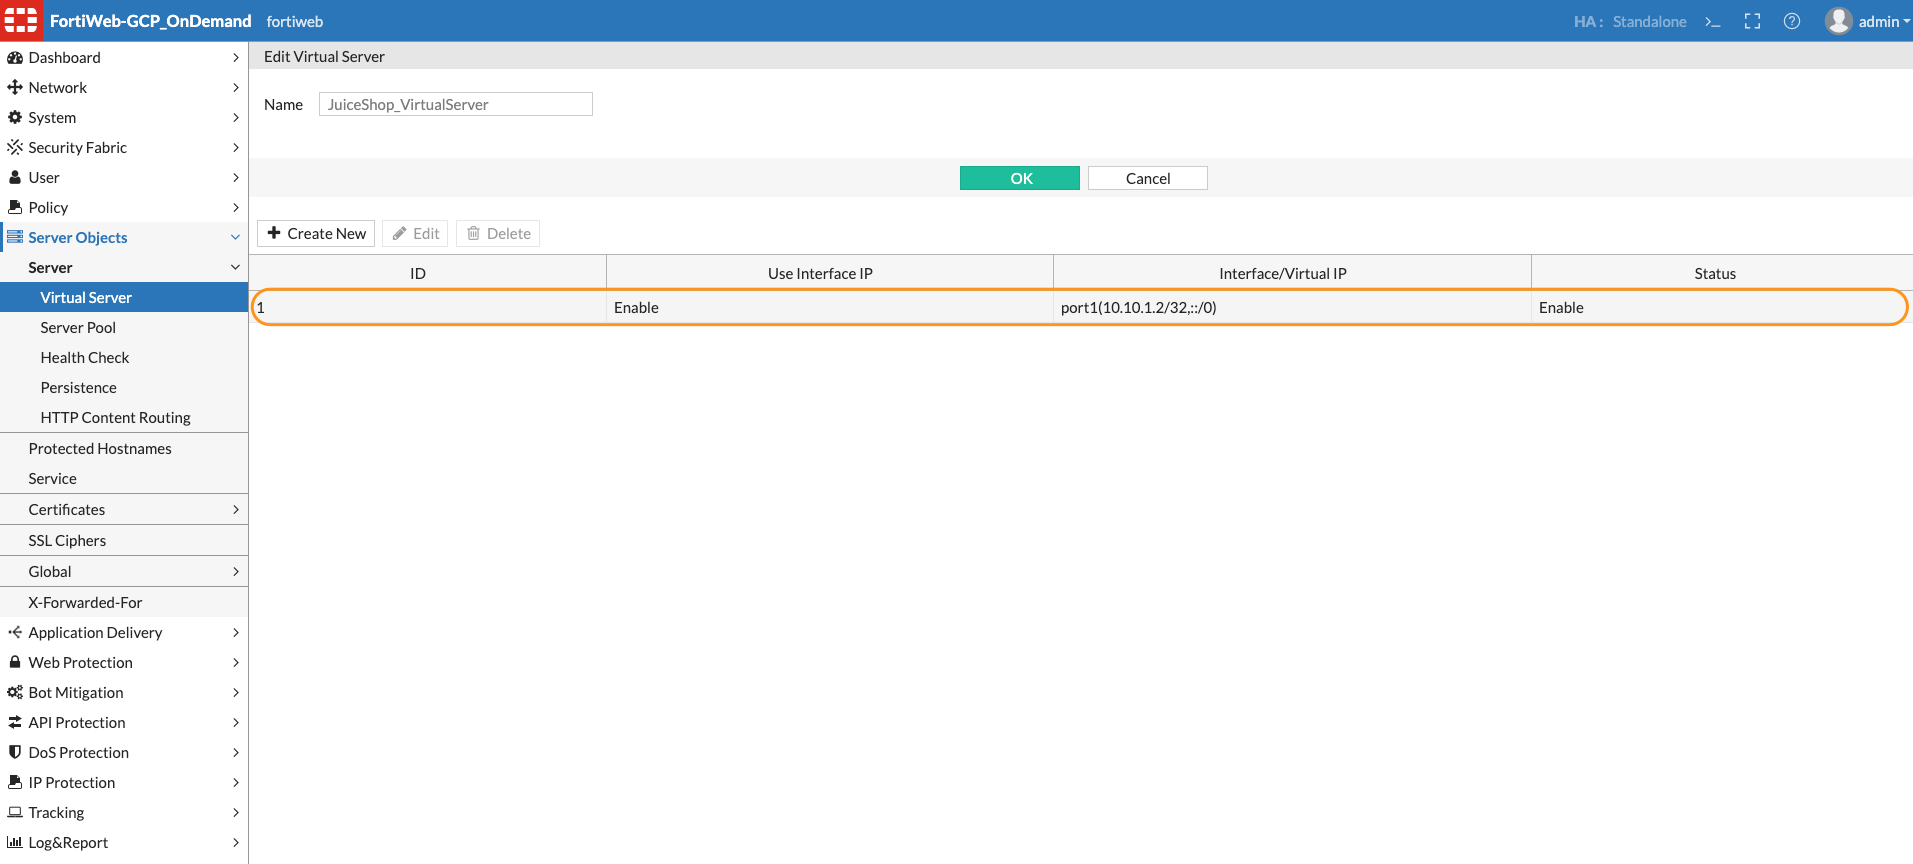 FortiWeb-GCP_OnDemand fortiweb HA : Standalone >_ admin
Dashboard
Network
System
Security Fabric
User
Policy
Server Objects
Server
Virtual Server
Server Pool
Health Check
Persistence
HTTP Content Routing
Protected Hostnames
Service
Certificates
SSL Ciphers
Global
X-Forwarded-For
Application Delivery
Web Protection
Bot Mitigation
API Protection
DoS Protection
IP Protection
Tracking
Log&Report
Edit Virtual Server
Name JuiceShop_VirtualServer
OK Cancel
Create New Edit Delete
ID Use Interface IP Interface/Virtual IP Status
1 Enable port1(10.10.1.2/32,::/0) Enable